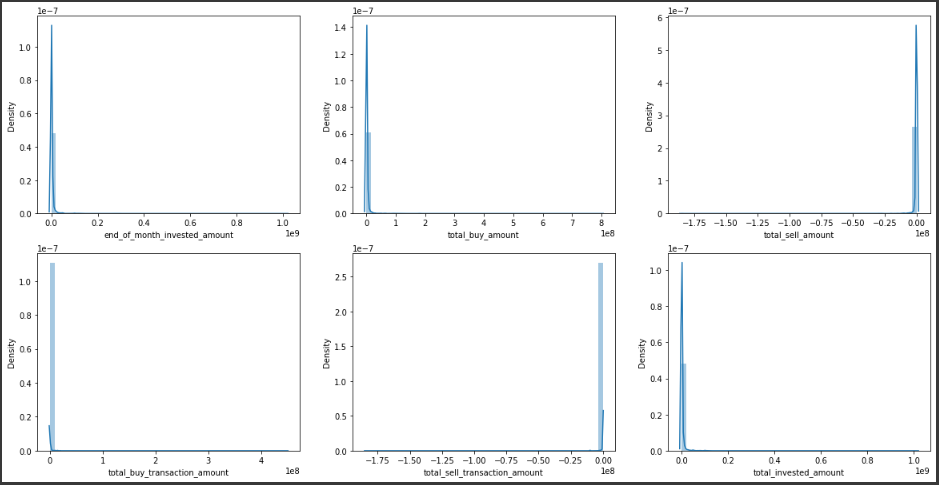 1e−7
Density
1.0
0.8
0.6
0.4
0.2
0.0
0.0 0.2 0.4 0.6 0.8 1.0
1e9
end_of_month_invested_amount
1e−7
Density
1.4
1.2
1.0
0.8
0.6
0.4
0.2
0.0
0 1 2 3 4 5 6 7 8
1e8
total_buy_amount
1e−7
Density
6
5
4
3
2
1
0
−1.75 −1.50 −1.25 −1.00 −0.75 −0.50 −0.25 0.00
1e8
total_sell_amount
1e−7
Density
1.0
0.8
0.6
0.4
0.2
0.0
0 1 2 3 4
1e8
total_buy_transaction_amount
1e−7
Density
2.5
2.0
1.5
1.0
0.5
0.0
−1.75 −1.50 −1.25 −1.00 −0.75 −0.50 −0.25 0.00
1e8
total_sell_transaction_amount
1e−7
Density
1.0
0.8
0.6
0.4
0.2
0.0
0.0 0.2 0.4 0.6 0.8 1.0
1e9
total_invested_amount